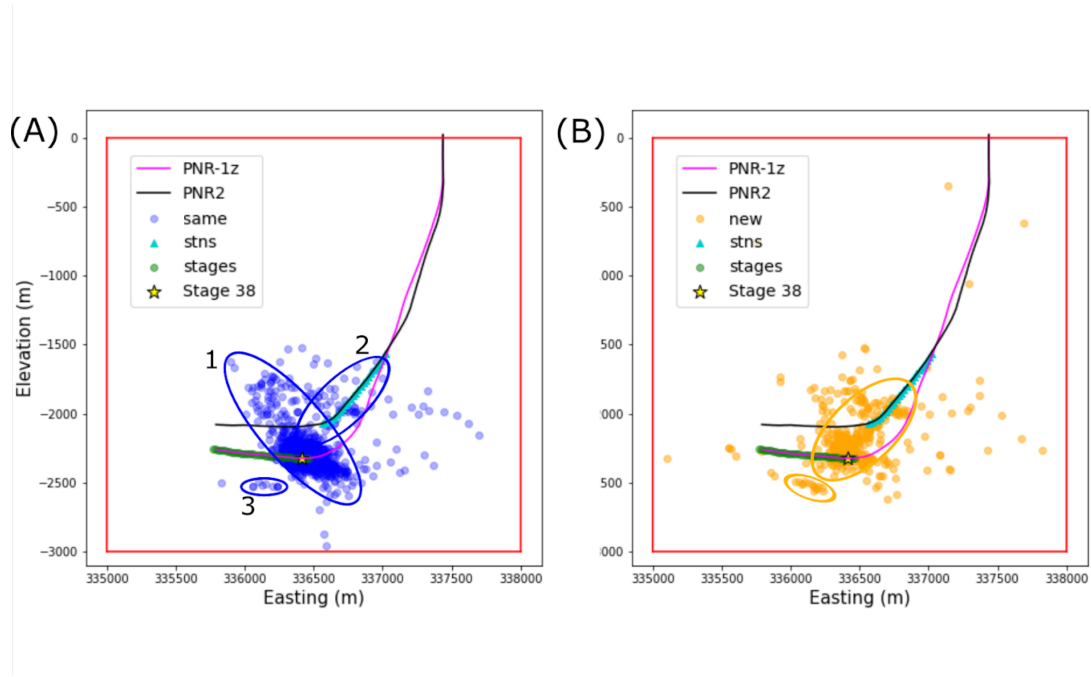 (A)
0
−500
−1000
−1500
−2000
−2500
−3000
Elevation (m)
PNR-1z
PNR2
same
stns
stages
Stage 38
1
2
3
335000 335500 336000 336500 337000 337500 338000
Easting (m)
(B)
0
500
000
500
000
500
000
PNR-1z
PNR2
new
stns
stages
Stage 38
335000 335500 336000 336500 337000 337500 338000
Easting (m)